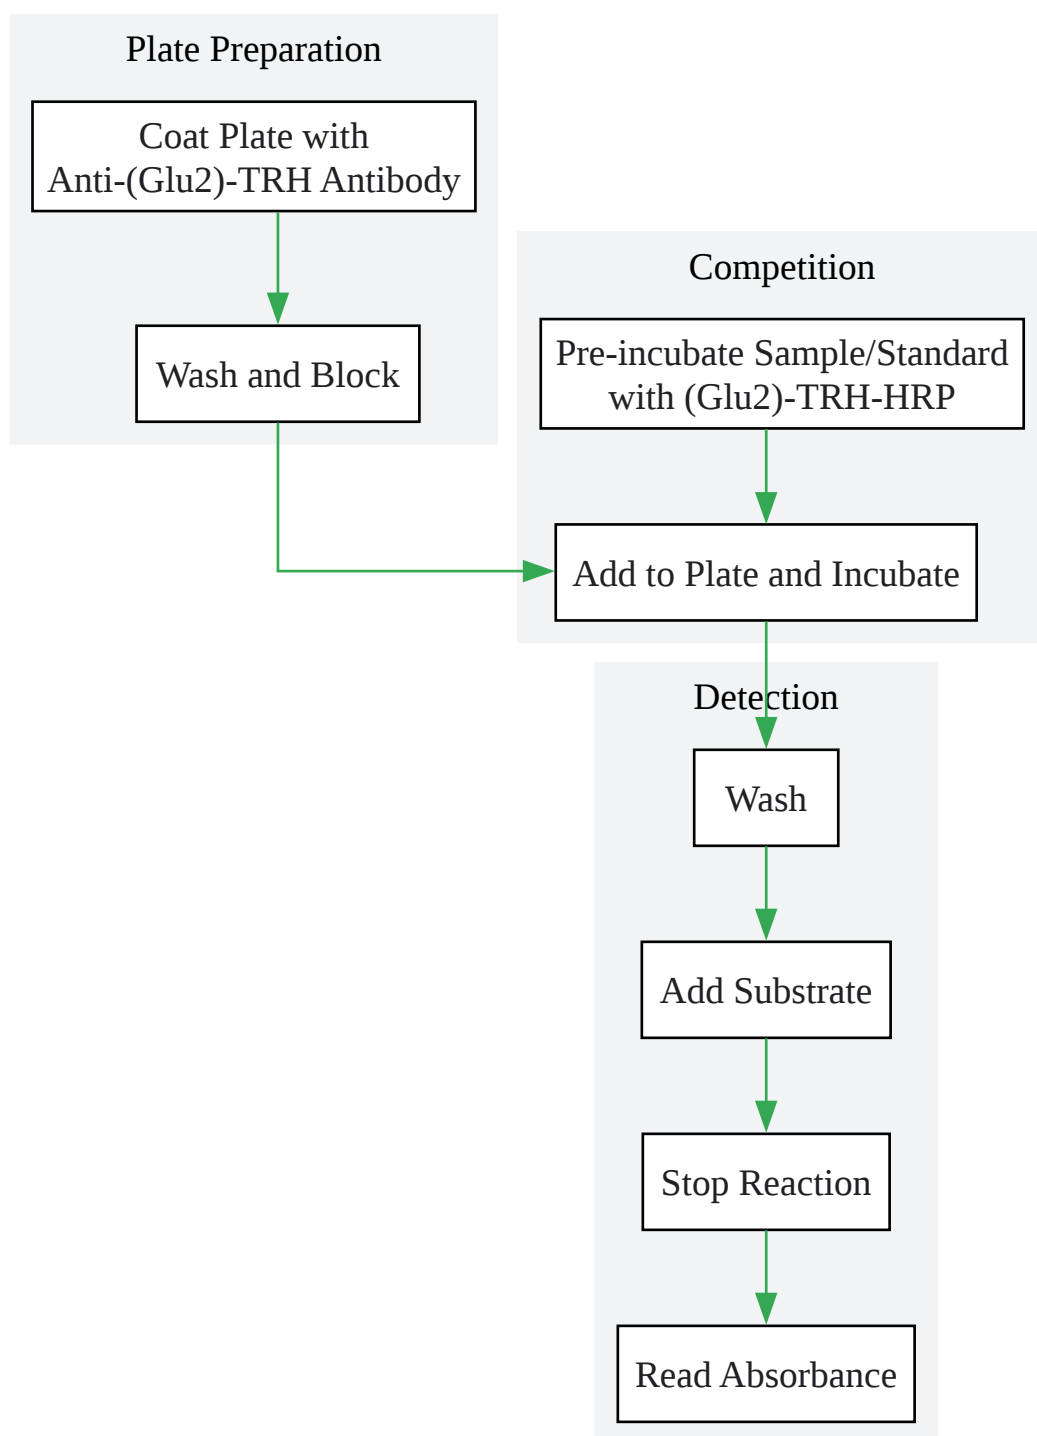 Plate Preparation
Coat Plate with
Anti-(Glu2)-TRH Antibody
Wash and Block
Competition
Pre-incubate Sample/Standard
with (Glu2)-TRH-HRP
Add to Plate and Incubate
Detection
Wash
Add Substrate
Stop Reaction
Read Absorbance